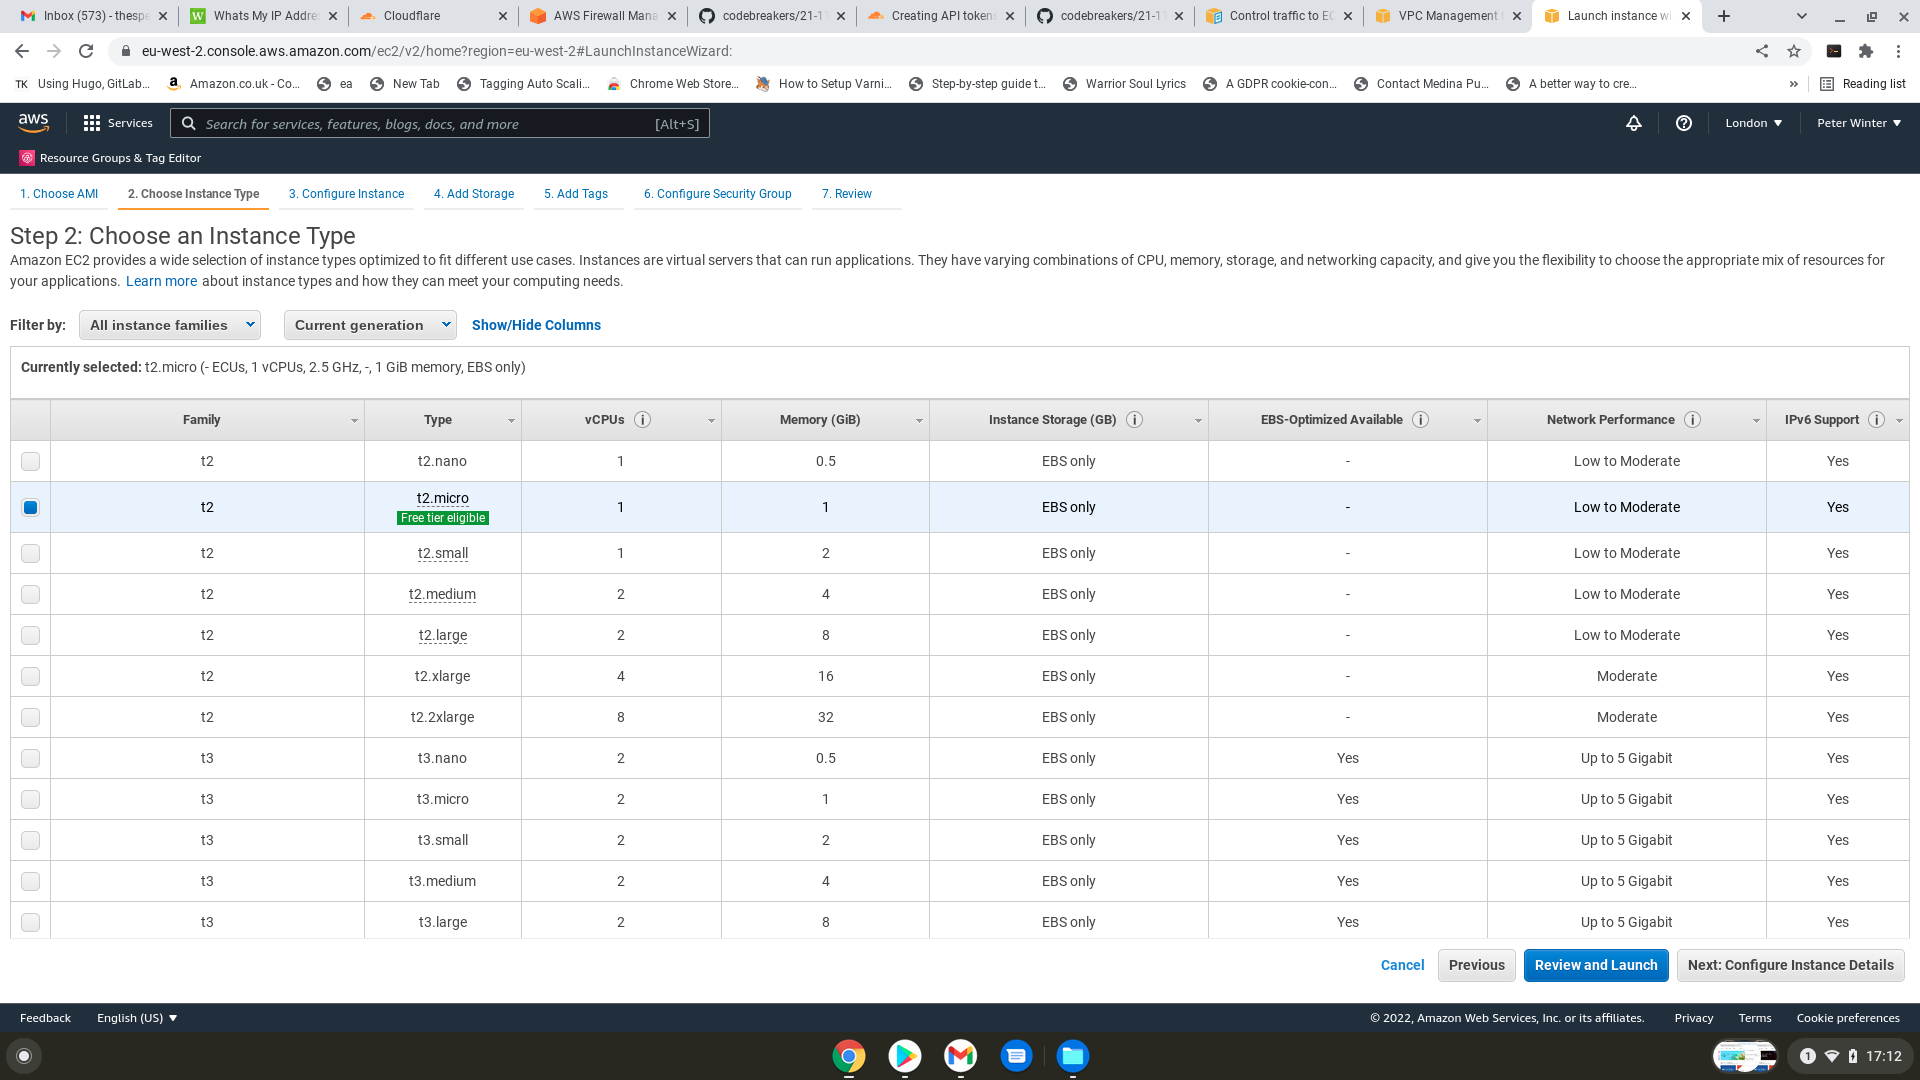 Inbox (573) - thespe
Whats My IP Addre
Cloudflare
AWS Firewall Mana
codebreakers/21-1
Creating API tokens
codebreakers/21-1
Control traffic to EC
VPC Management
Launch instance wi
eu-west-2.console.aws.amazon.com/ec2/v2/home?region=eu-west-2#LaunchInstanceWizard:
TK Using Hugo, GitLab...
Amazon.co.uk - Co...
ea
New Tab
Tagging Auto Scali...
Chrome Web Store...
How to Setup Varni...
Step-by-step guide t...
Warrior Soul Lyrics
A GDPR cookie-con...
Contact Medina Pu...
A better way to cre...
»
Reading list
aws
Services
Search for services, features, blogs, docs, and more [Alt+S]
London
Peter Winter
Resource Groups & Tag Editor
1. Choose AMI 2. Choose Instance Type 3. Configure Instance 4. Add Storage 5. Add Tags 6. Configure Security Group 7. Review
Step 2: Choose an Instance Type
Amazon EC2 provides a wide selection of instance types optimized to fit different use cases. Instances are virtual servers that can run applications. They have varying combinations of CPU, memory, storage, and networking capacity, and give you the flexibility to choose the appropriate mix of resources for
your applications. Learn more about instance types and how they can meet your computing needs.
Filter by: All instance families Current generation Show/Hide Columns
Currently selected: t2.micro (- ECUs, 1 vCPUs, 2.5 GHz, -, 1 GiB memory, EBS only)
Family Type vCPUs i Memory (GiB) Instance Storage (GB) i EBS-Optimized Available i Network Performance i IPv6 Support i
t2 t2.nano 1 0.5 EBS only - Low to Moderate Yes
t2 t2.micro 1 1 EBS only - Low to Moderate Yes
Free tier eligible
t2 t2.small 1 2 EBS only - Low to Moderate Yes
t2 t2.medium 2 4 EBS only - Low to Moderate Yes
t2 t2.large 2 8 EBS only - Low to Moderate Yes
t2 t2.xlarge 4 16 EBS only - Moderate Yes
t2 t2.2xlarge 8 32 EBS only - Moderate Yes
t3 t3.nano 2 0.5 EBS only Yes Up to 5 Gigabit Yes
t3 t3.micro 2 1 EBS only Yes Up to 5 Gigabit Yes
t3 t3.small 2 2 EBS only Yes Up to 5 Gigabit Yes
t3 t3.medium 2 4 EBS only Yes Up to 5 Gigabit Yes
t3 t3.large 2 8 EBS only Yes Up to 5 Gigabit Yes
Cancel Previous Review and Launch Next: Configure Instance Details
Feedback English (US) © 2022, Amazon Web Services, Inc. or its affiliates. Privacy Terms Cookie preferences
1 17:12